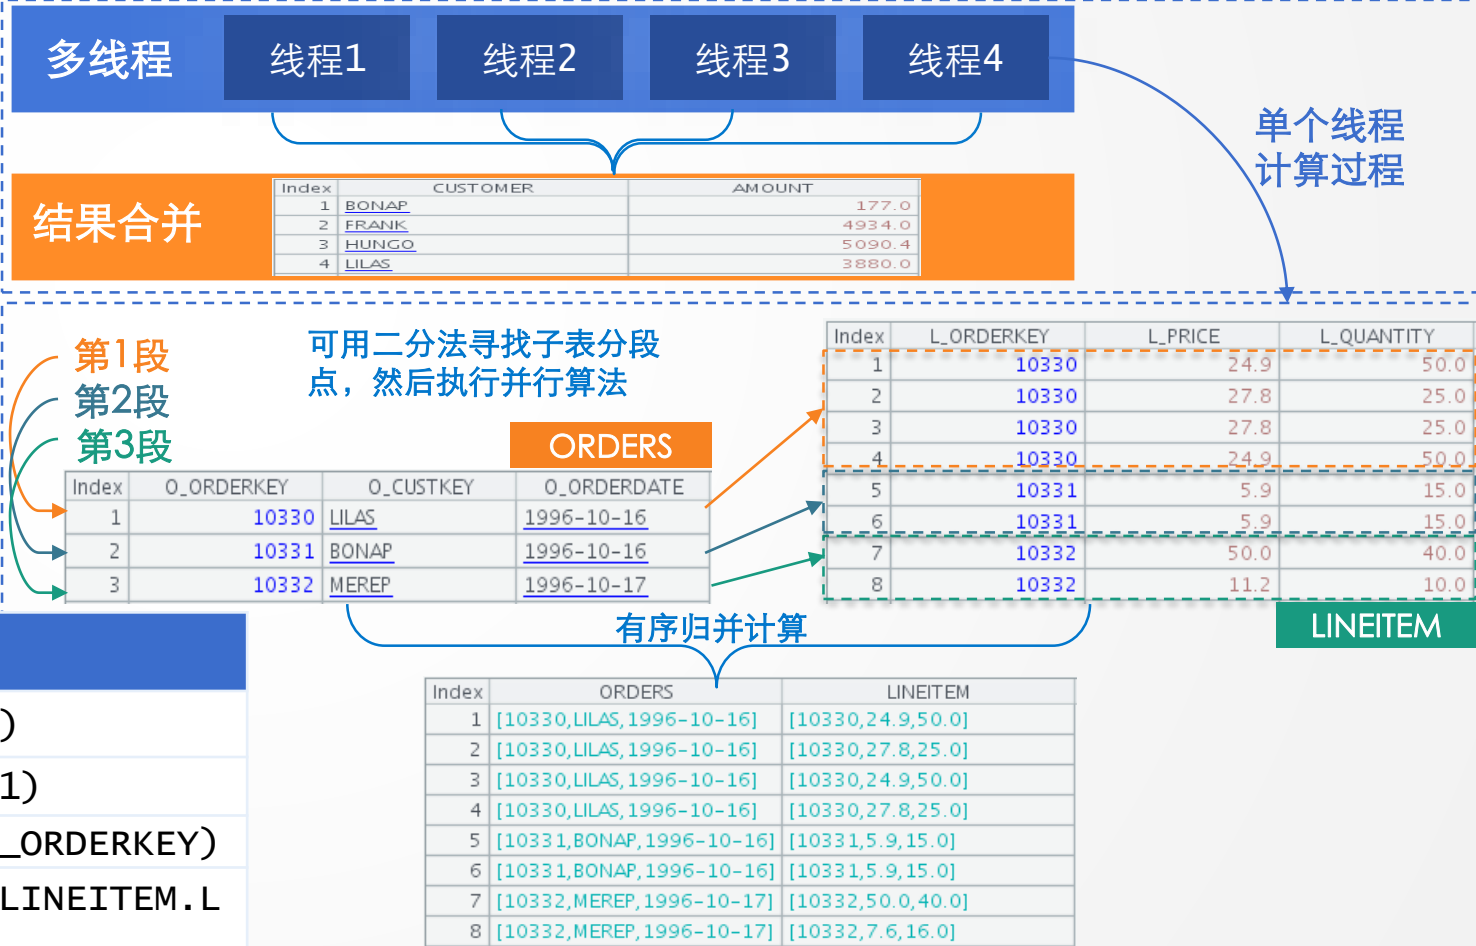 多线程 线程1 线程2 线程3 线程4
单个线程
计算过程
结果合并
Index CUSTOMER AMOUNT
1 BONAP 177.0
2 FRANK 4934.0
3 HUNGO 5090.4
4 LILAS 3880.0
第1段
第2段
第3段
可用二分法寻找子表分段
点，然后执行并行算法
ORDERS
Index O_ORDERKEY O_CUSTKEY O_ORDERDATE
1 10330 LILAS 1996-10-16
2 10331 BONAP 1996-10-16
3 10332 MEREP 1996-10-17
Index L_ORDERKEY L_PRICE L_QUANTITY
1 10330 24.9 50.0
2 10330 27.8 25.0
3 10330 27.8 25.0
4 10330 24.9 50.0
5 10331 5.9 15.0
6 10331 5.9 15.0
7 10332 50.0 40.0
8 10332 11.2 10.0
LINEITEM
有序归并计算
Index ORDERS LINEITEM
1 [10330,LILAS,1996-10-16] [10330,24.9,50.0]
2 [10330,LILAS,1996-10-16] [10330,27.8,25.0]
3 [10330,LILAS,1996-10-16] [10330,24.9,50.0]
4 [10330,LILAS,1996-10-16] [10330,27.8,25.0]
5 [10331,BONAP,1996-10-16] [10331,5.9,15.0]
6 [10331,BONAP,1996-10-16] [10331,5.9,15.0]
7 [10332,MEREP,1996-10-17] [10332,50.0,40.0]
8 [10332,MEREP,1996-10-17] [10332,7.6,16.0]
)
1)
_ORDERKEY)
LINEITEM.L